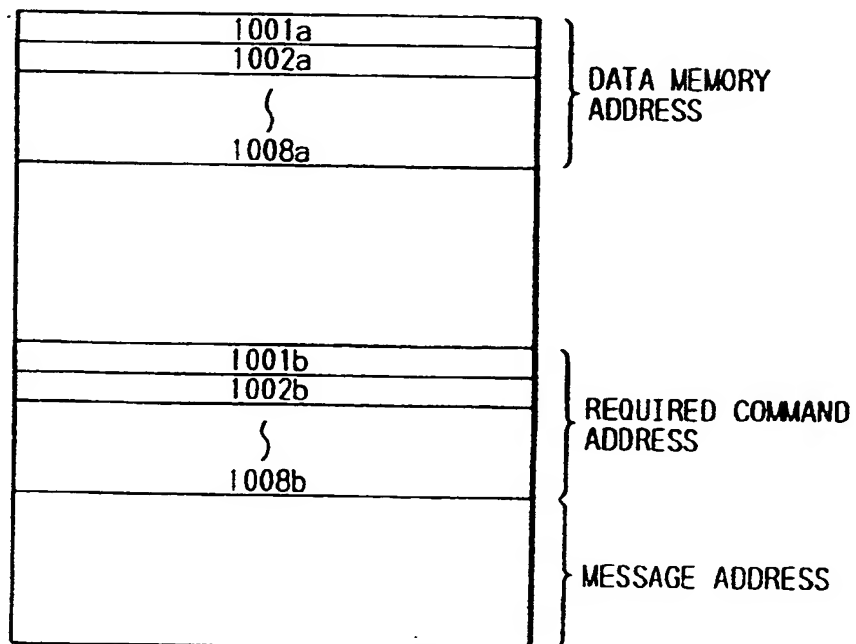 1001a
1002a
1008a
DATA MEMORY
ADDRESS
1001b
1002b
1008b
REQUIRED COMMAND
ADDRESS
MESSAGE ADDRESS